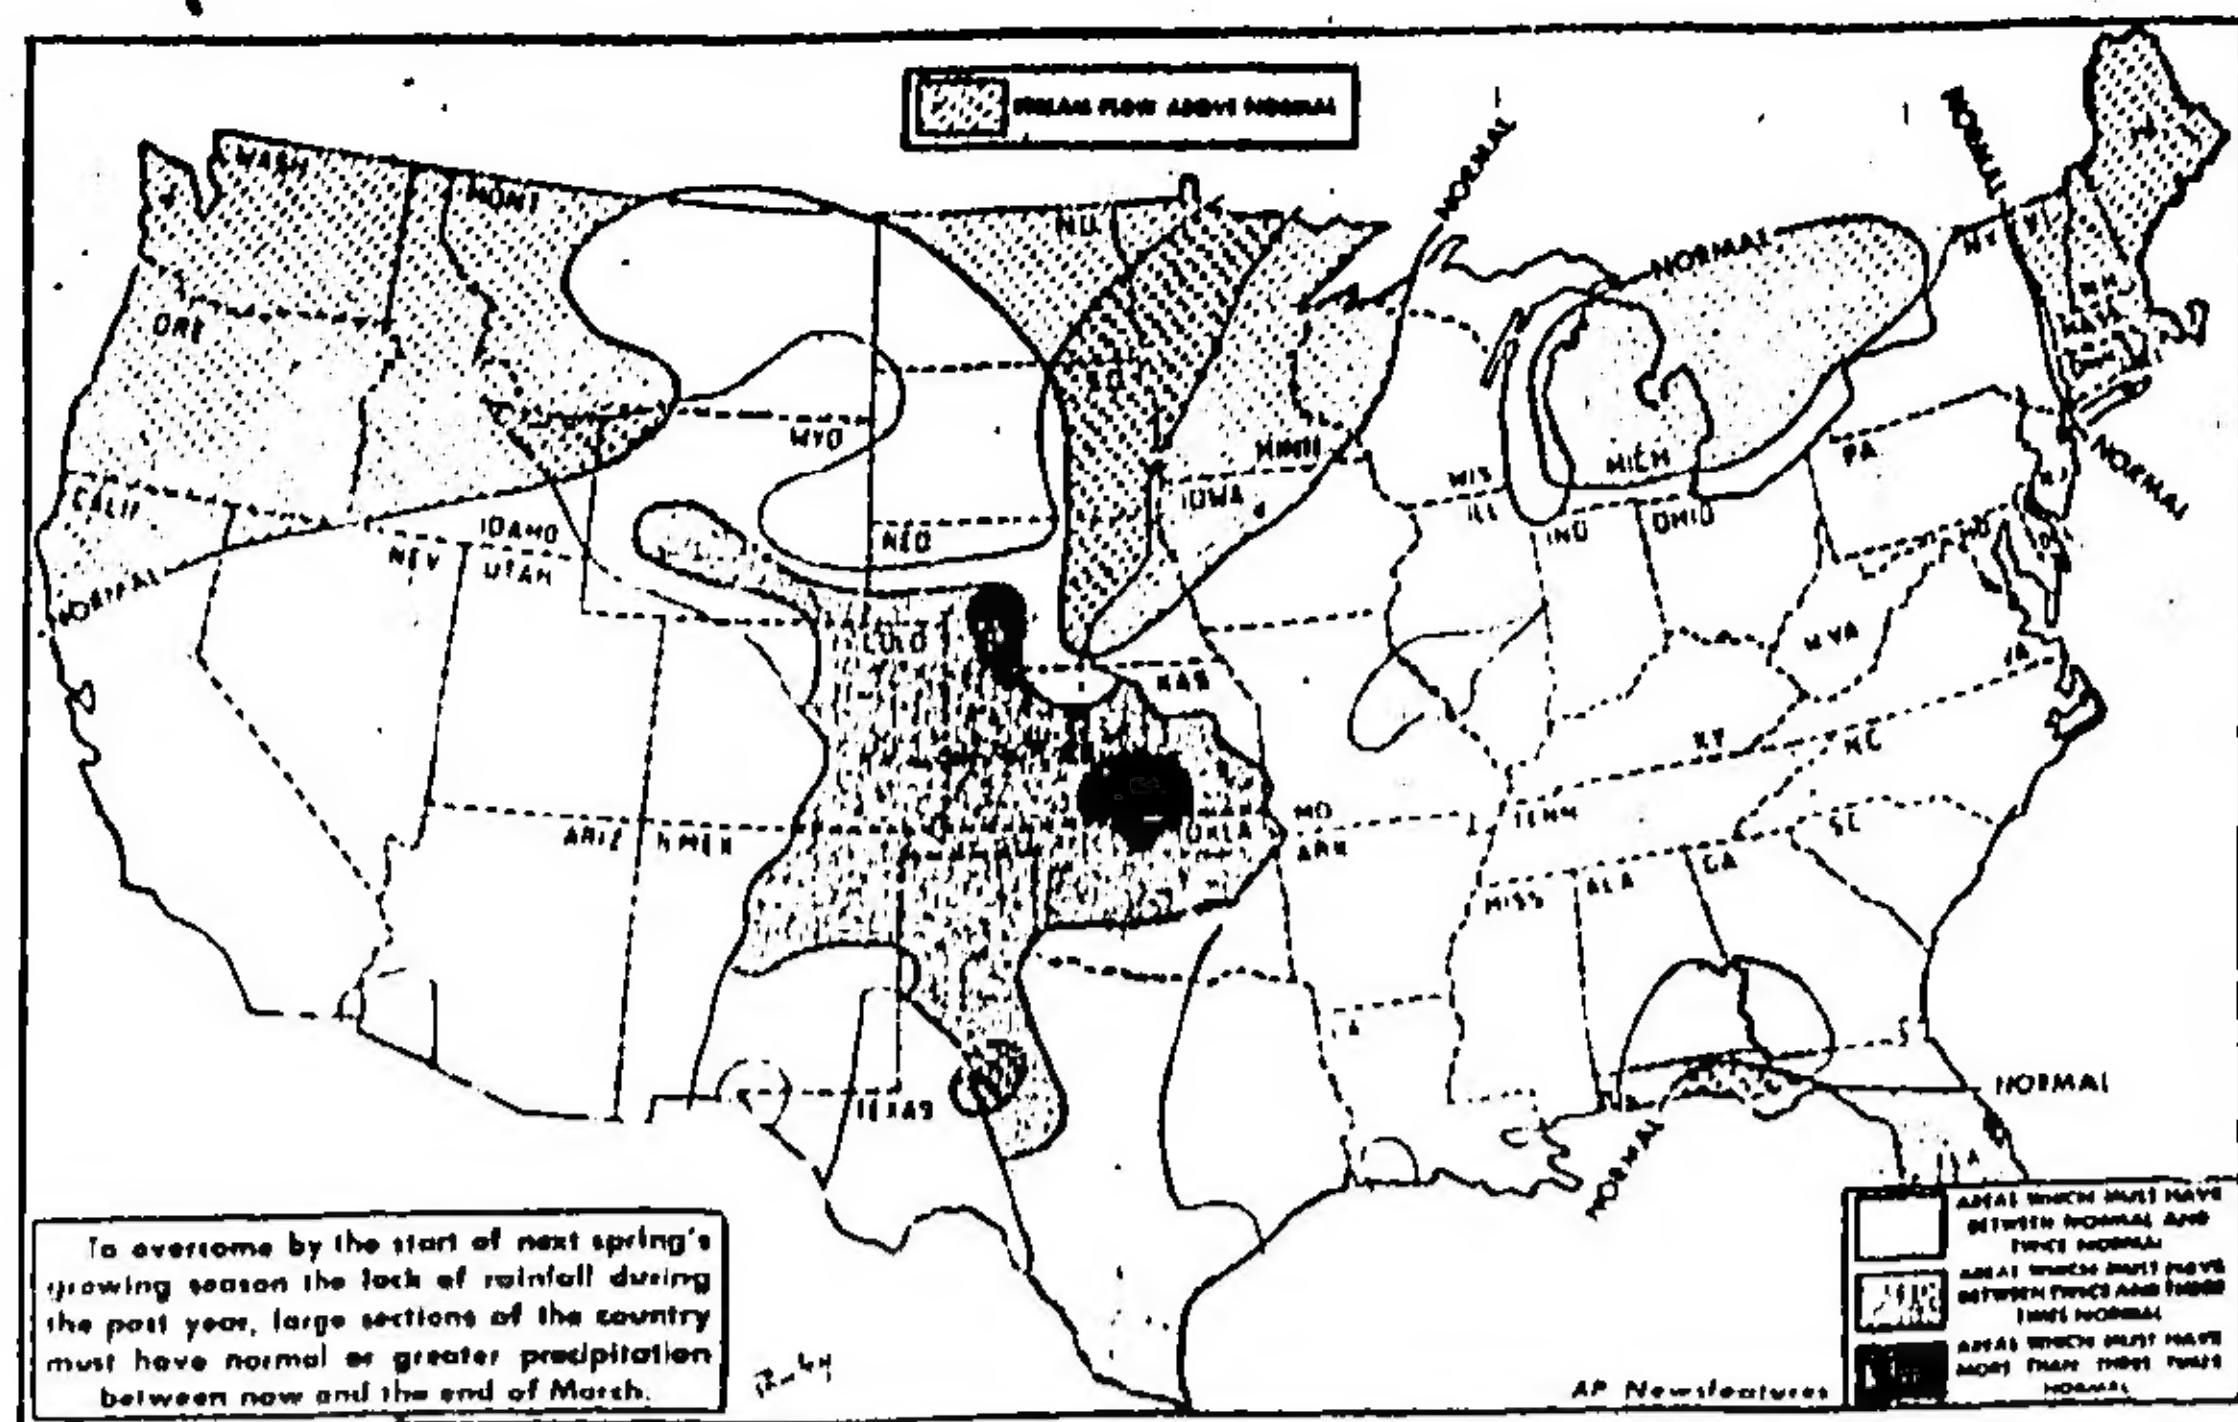 STREAM FLOW ABOVE NORMAL
NORMAL
NORMAL
WASH
MONT
N D
NORMAL
N Y
V T
N H
MASS
ORE
S D
WYO
MINN
MICH
PA
NORMAL
CALIF
WIS
IOWA
ILL
N J
IDAHO
NEV
UTAH
NEB
IND
OHIO
MD
D
NORMAL
COLO
KAS
W VA
VA
KY
N C
ARIZ
N MEX
OKLA
MO
ARK
TENN
S C
MISS
ALA
GA
LA
TEXAS
NORMAL
NORMAL
FLA
AREAS WHICH MUST HAVE
BETWEEN NORMAL AND
TWICE NORMAL
AREAS WHICH MUST HAVE
BETWEEN TWICE AND THREE
TIMES NORMAL
AREAS WHICH MUST HAVE
MORE THAN THREE TIMES
NORMAL
To overcome by the start of next spring's
growing season the lack of rainfall during
the past year, large sections of the country
must have normal or greater precipitation
between now and the end of March.
AP Newsfeatures